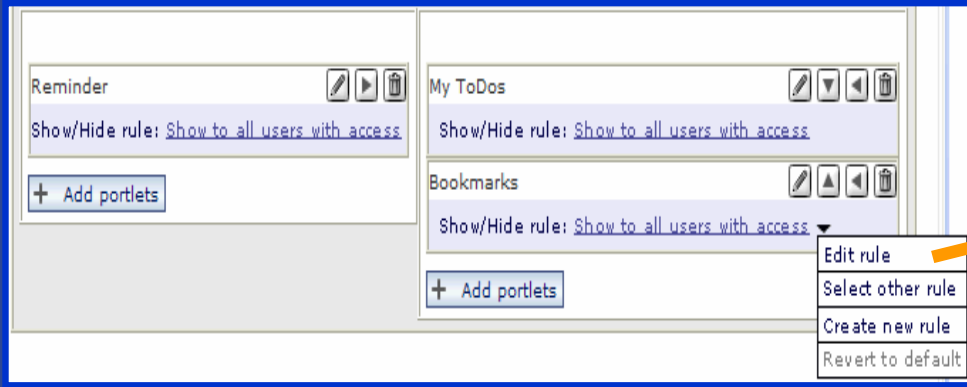 Reminder
Show/Hide rule: Show to all users with access
+ Add portlets
My ToDos
Show/Hide rule: Show to all users with access
Bookmarks
Show/Hide rule: Show to all users with access
Edit rule
Select other rule
Create new rule
Revert to default
+ Add portlets